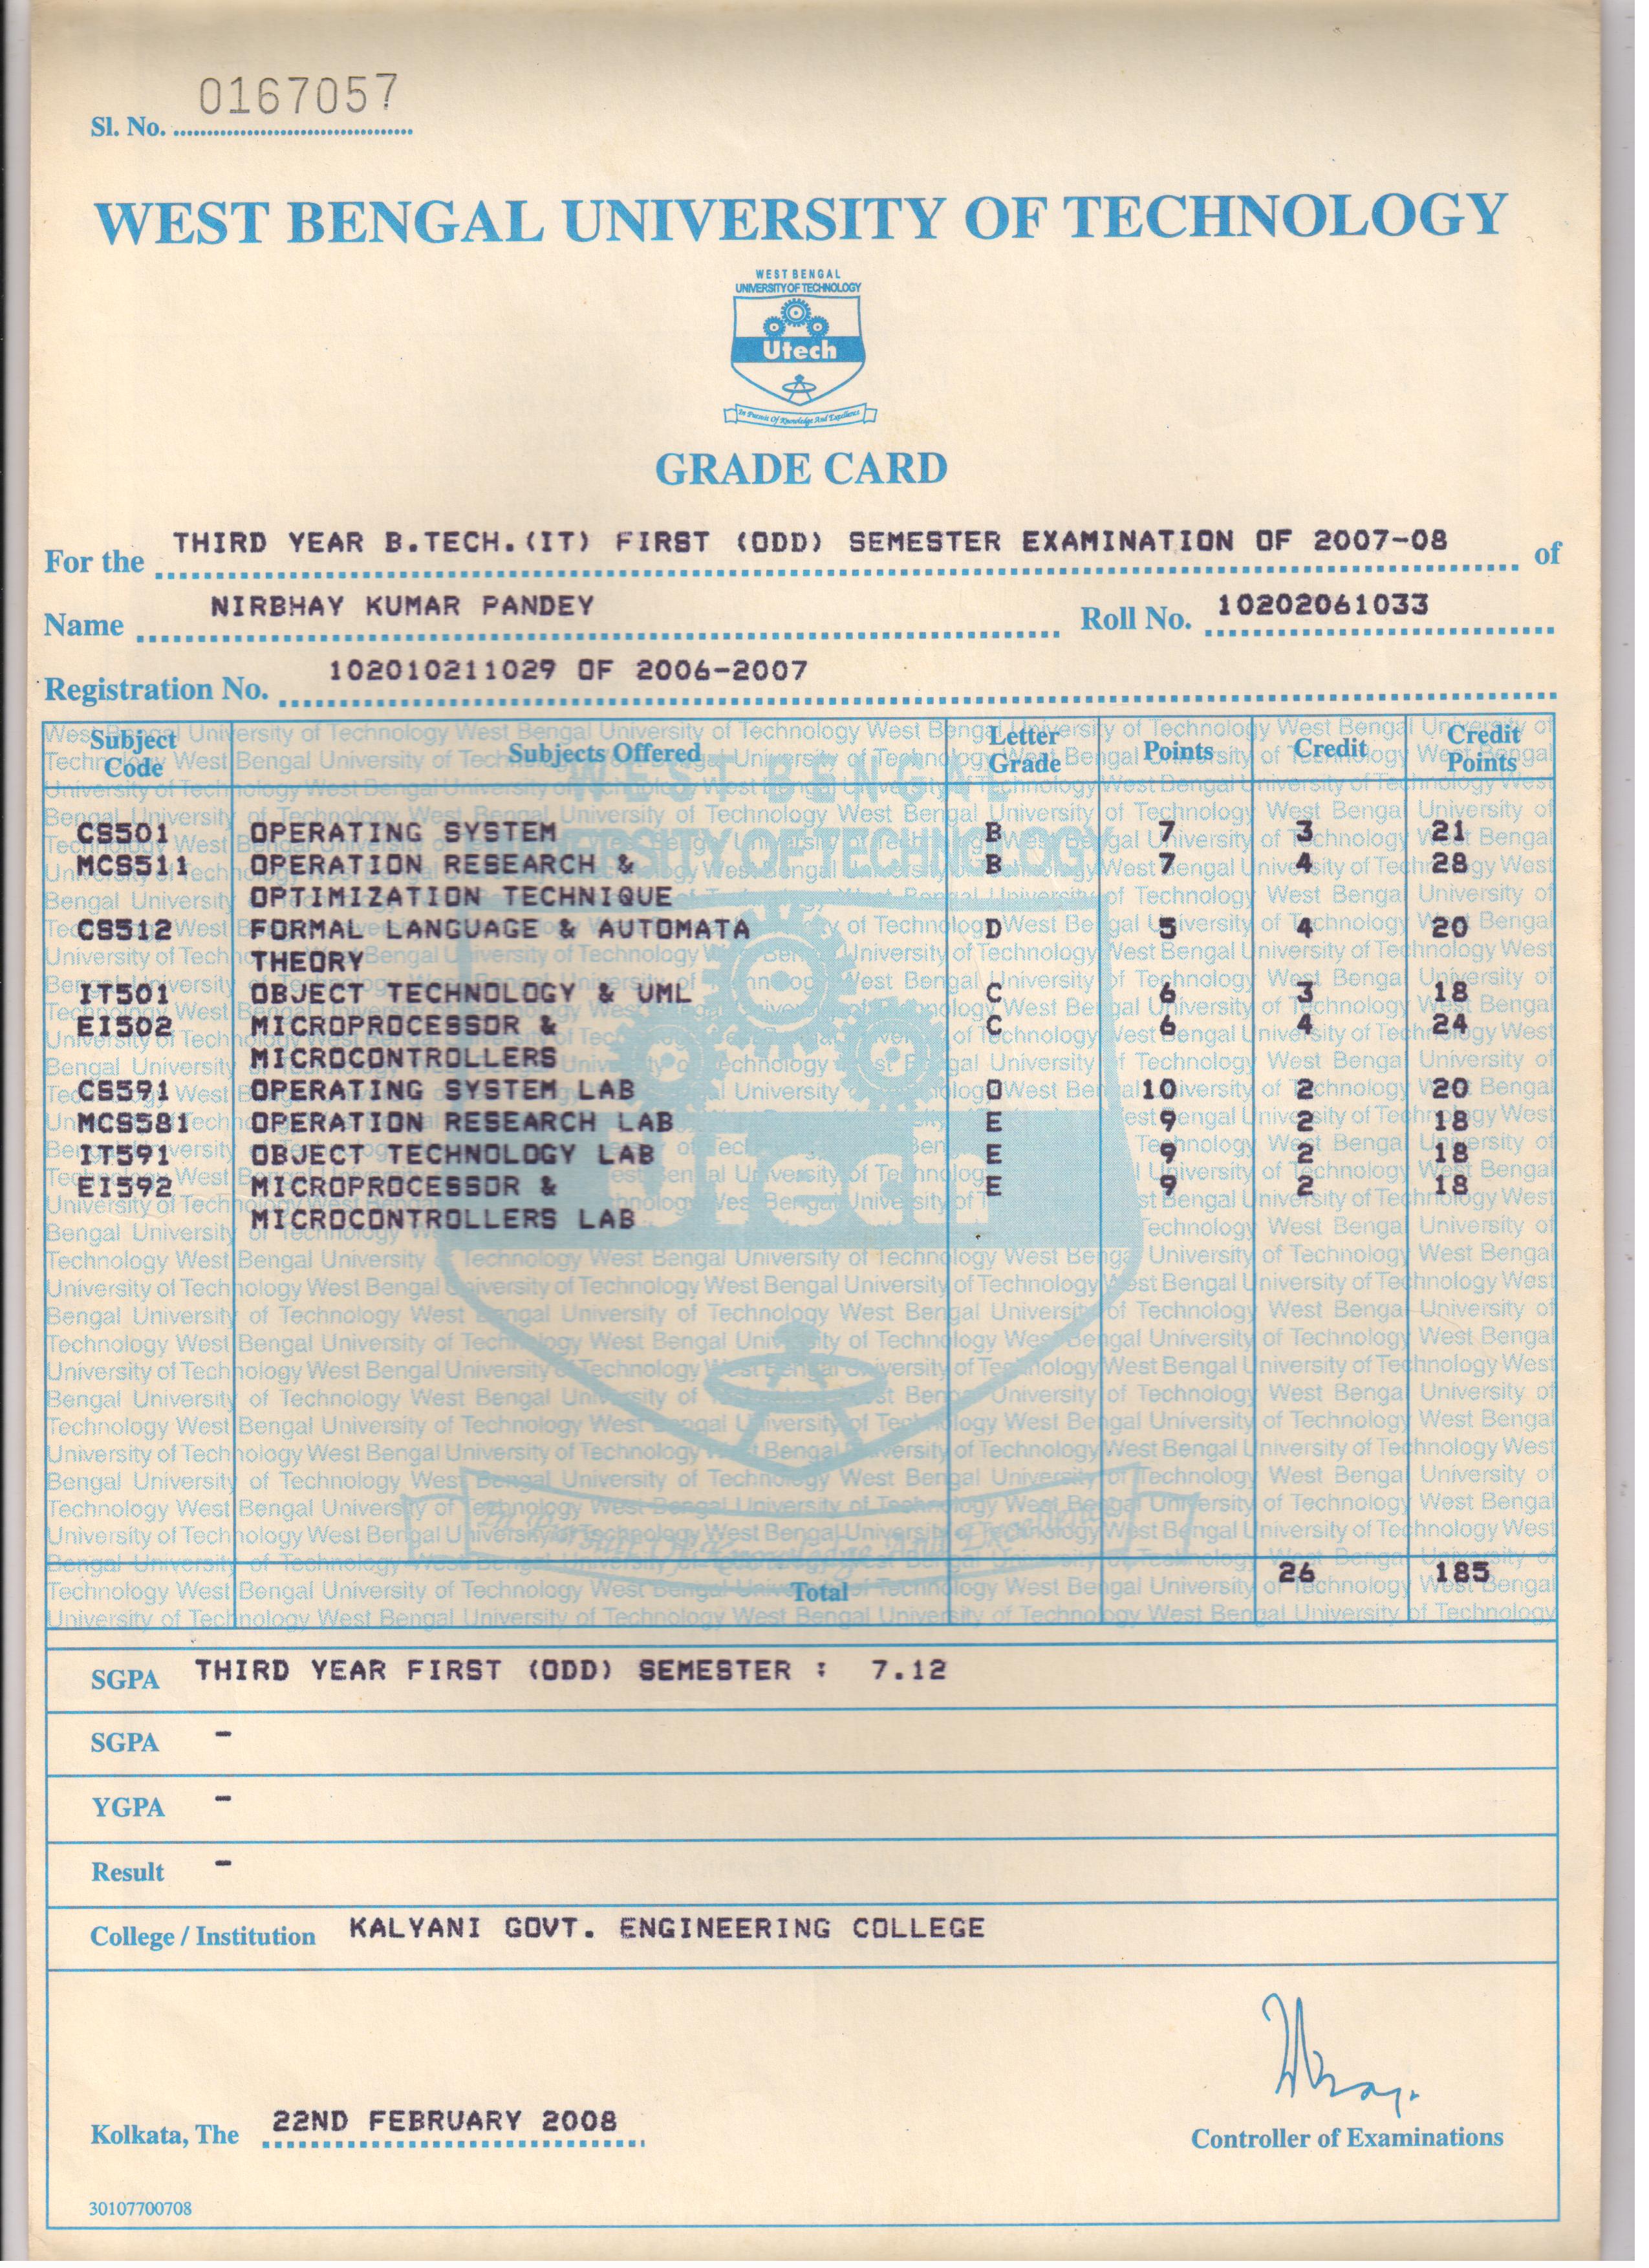 Sl. No. 0167057
WEST BENGAL UNIVERSITY OF TECHNOLOGY
WEST BENGAL
UNIVERSITY OF TECHNOLOGY
Utech
In Pursuit Of Knowledge And Excellence
GRADE CARD
For the THIRD YEAR B.TECH.(IT) FIRST (ODD) SEMESTER EXAMINATION OF 2007-08 of
Name NIRBHAY KUMAR PANDEY Roll No. 10202061033
Registration No. 102010211029 OF 2006-2007
Subject Code Subjects Offered Letter Grade Points Credit Credit Points
CS501 OPERATING SYSTEM B 7 3 21
MCS511 OPERATION RESEARCH & B 7 4 28
OPTIMIZATION TECHNIQUE
CS512 FORMAL LANGUAGE & AUTOMATA D 5 4 20
THEORY
IT501 OBJECT TECHNOLOGY & UML C 6 3 18
EI502 MICROPROCESSOR & C 6 4 24
MICROCONTROLLERS
CS591 OPERATING SYSTEM LAB O 10 2 20
MCS581 OPERATION RESEARCH LAB E 9 2 18
IT591 OBJECT TECHNOLOGY LAB E 9 2 18
EI592 MICROPROCESSOR & E 9 2 18
MICROCONTROLLERS LAB
Total 26 185
SGPA THIRD YEAR FIRST (ODD) SEMESTER : 7.12
SGPA -
YGPA -
Result -
College / Institution KALYANI GOVT. ENGINEERING COLLEGE
Kolkata, The 22ND FEBRUARY 2008
Controller of Examinations
30107700708